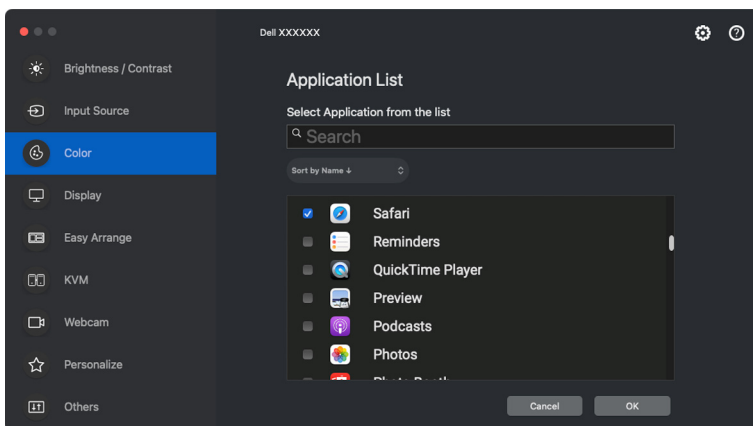 Dell XXXXXX
Brightness / Contrast
Input Source
Color
Display
Easy Arrange
KVM
Webcam
Personalize
Others
Application List
Select Application from the list
Search
Sort by Name ↓
Safari
Reminders
QuickTime Player
Preview
Podcasts
Photos
Cancel
OK